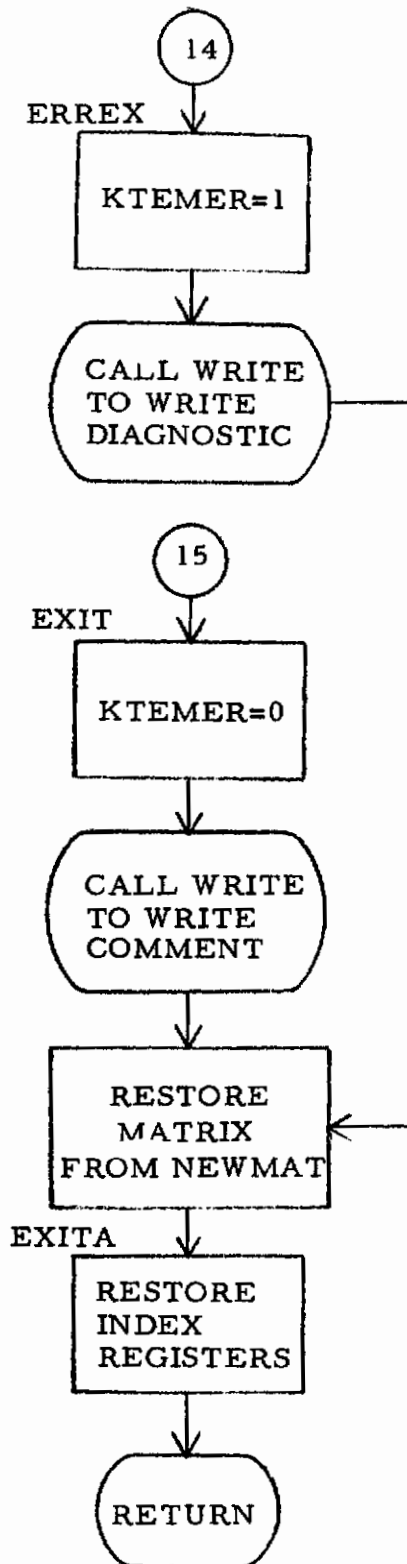 14
ERREX
KTEMER=1
CALL WRITE
TO WRITE
DIAGNOSTIC
15
EXIT
KTEMER=0
CALL WRITE
TO WRITE
COMMENT
RESTORE
MATRIX
FROM NEWMAT
EXITA
RESTORE
INDEX
REGISTERS
RETURN